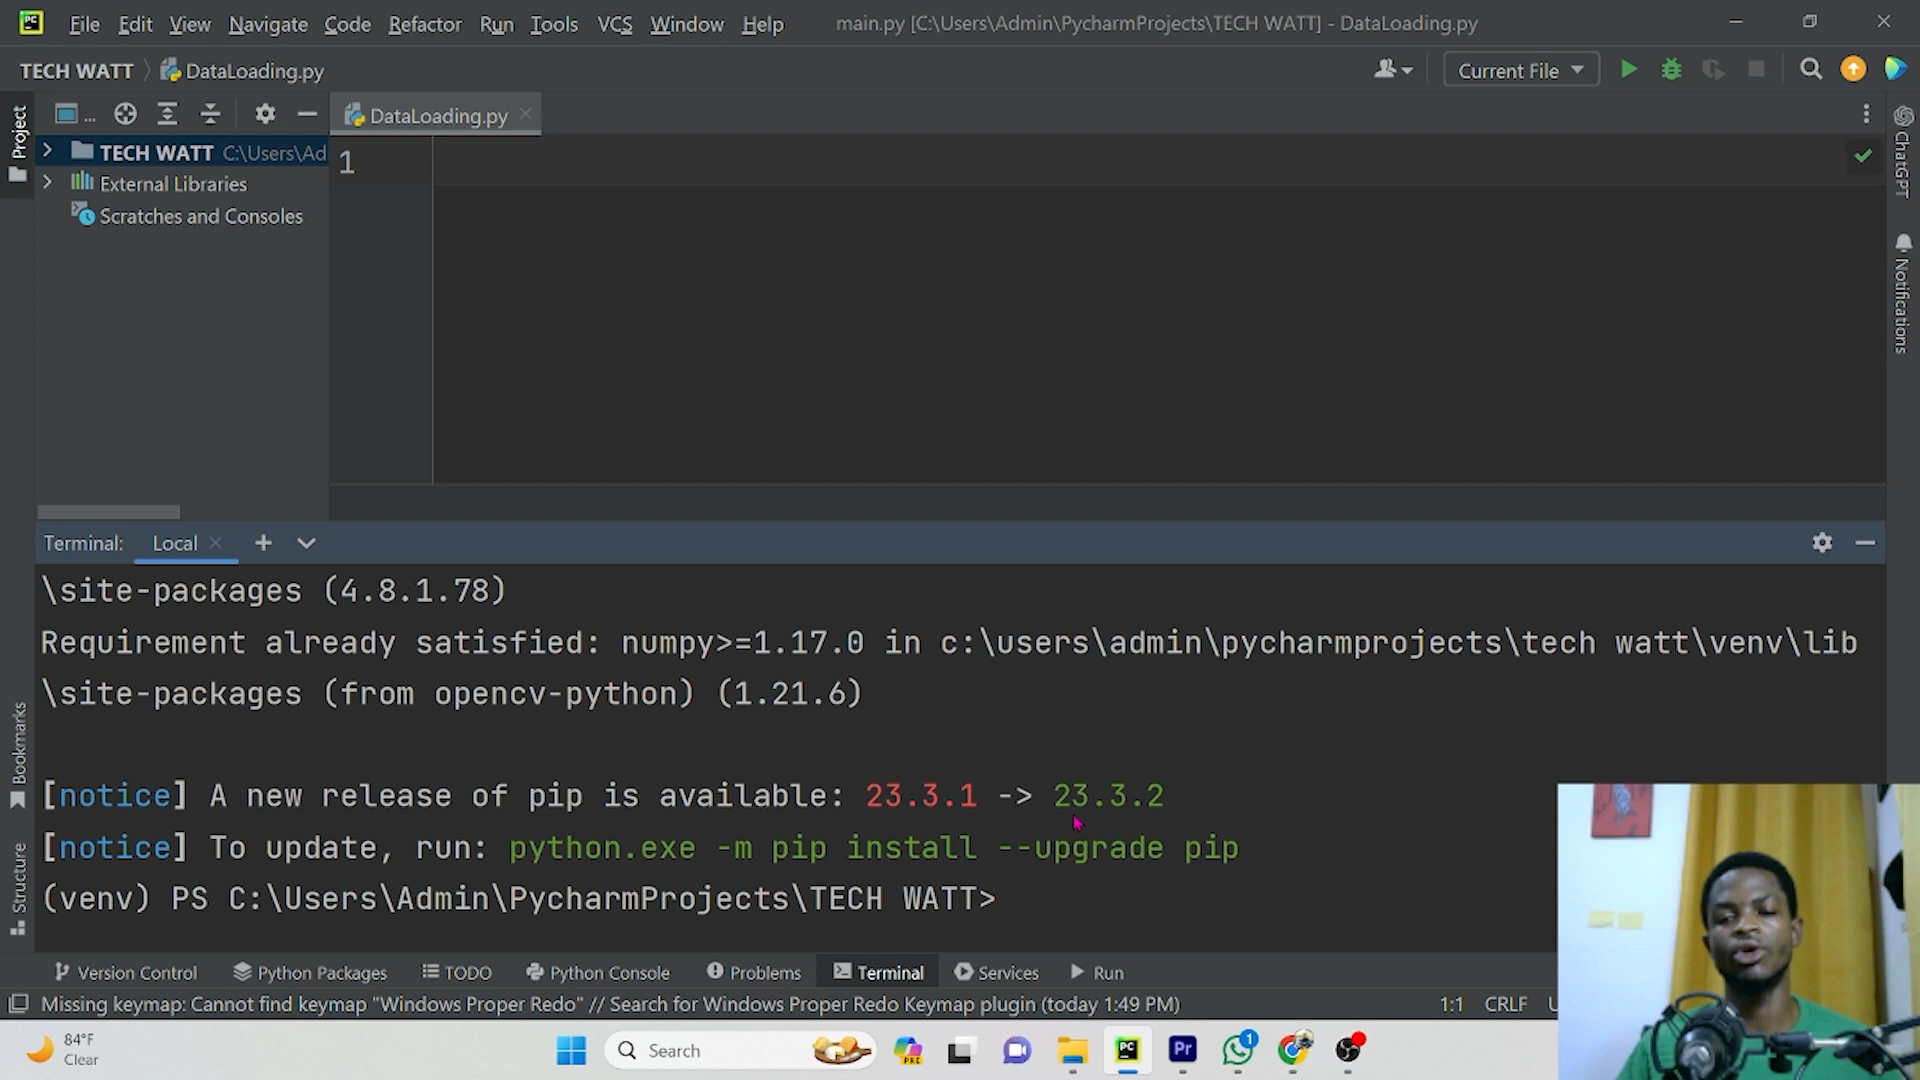 PC File Edit View Navigate Code Refactor Run Tools VCS Window Help main.py [C:\Users\Admin\PycharmProjects\TECH WATT] - DataLoading.py
TECH WATT DataLoading.py Current File
... DataLoading.py
Project
TECH WATT C:\Users\Ad
External Libraries
Scratches and Consoles
1
ChatGPT
Notifications
Terminal: Local
\site-packages (4.8.1.78)
Requirement already satisfied: numpy>=1.17.0 in c:\users\admin\pycharmprojects\tech watt\venv\lib
\site-packages (from opencv-python) (1.21.6)
[notice] A new release of pip is available: 23.3.1 -> 23.3.2
[notice] To update, run: python.exe -m pip install --upgrade pip
(venv) PS C:\Users\Admin\PycharmProjects\TECH WATT>
Bookmarks
Structure
Version Control Python Packages TODO Python Console Problems Terminal Services Run
Missing keymap: Cannot find keymap "Windows Proper Redo" // Search for Windows Proper Redo Keymap plugin (today 1:49 PM) 1:1 CRLF
84°F
Clear
Search
PRE
PC
Pr
1